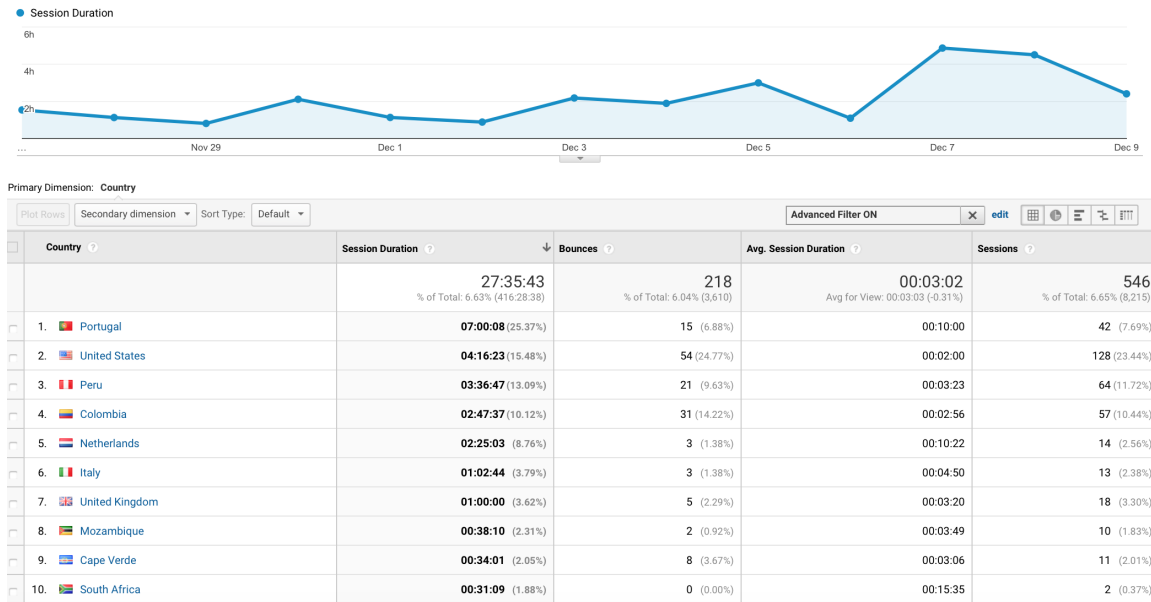 Session Duration
6h
4h
2h
... Nov 29 Dec 1 Dec 3 Dec 5 Dec 7 Dec 9
Primary Dimension: Country
Plot Rows Secondary dimension Sort Type: Default Advanced Filter ON edit
Country ? Session Duration ? Bounces ? Avg. Session Duration ? Sessions ?
27:35:43 218 00:03:02 546
% of Total: 6.63% (416:28:38) % of Total: 6.04% (3,610) Avg for View: 00:03:03 (-0.31%) % of Total: 6.65% (8,215)
1. Portugal 07:00:08 (25.37%) 15 (6.88%) 00:10:00 42 (7.69%)
2. United States 04:16:23 (15.48%) 54 (24.77%) 00:02:00 128 (23.44%)
3. Peru 03:36:47 (13.09%) 21 (9.63%) 00:03:23 64 (11.72%)
4. Colombia 02:47:37 (10.12%) 31 (14.22%) 00:02:56 57 (10.44%)
5. Netherlands 02:25:03 (8.76%) 3 (1.38%) 00:10:22 14 (2.56%)
6. Italy 01:02:44 (3.79%) 3 (1.38%) 00:04:50 13 (2.38%)
7. United Kingdom 01:00:00 (3.62%) 5 (2.29%) 00:03:20 18 (3.30%)
8. Mozambique 00:38:10 (2.31%) 2 (0.92%) 00:03:49 10 (1.83%)
9. Cape Verde 00:34:01 (2.05%) 8 (3.67%) 00:03:06 11 (2.01%)
10. South Africa 00:31:09 (1.88%) 0 (0.00%) 00:15:35 2 (0.37%)